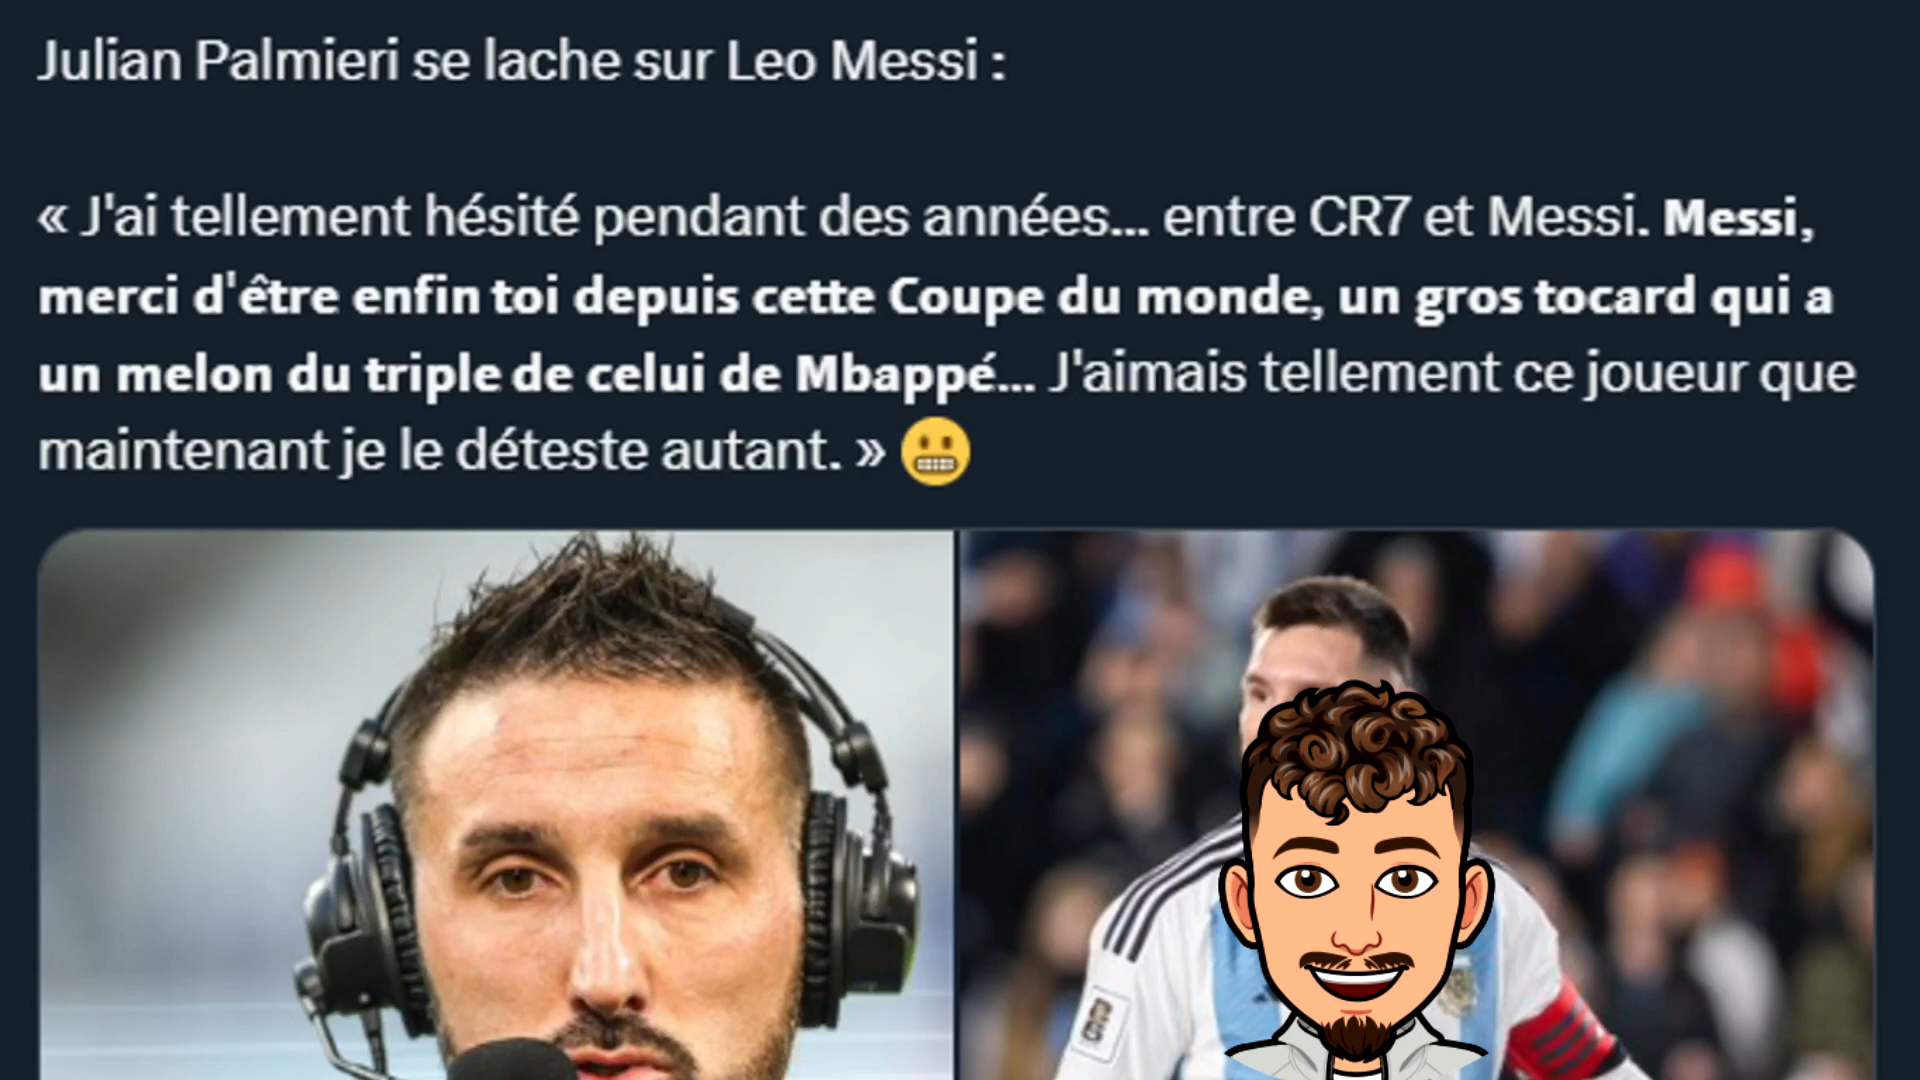 Julian Palmieri se lache sur Leo Messi :
« J'ai tellement hésité pendant des années... entre CR7 et Messi. Messi,
merci d'être enfin toi depuis cette Coupe du monde, un gros tocard qui a
un melon du triple de celui de Mbappé... J'aimais tellement ce joueur que
maintenant je le déteste autant. »